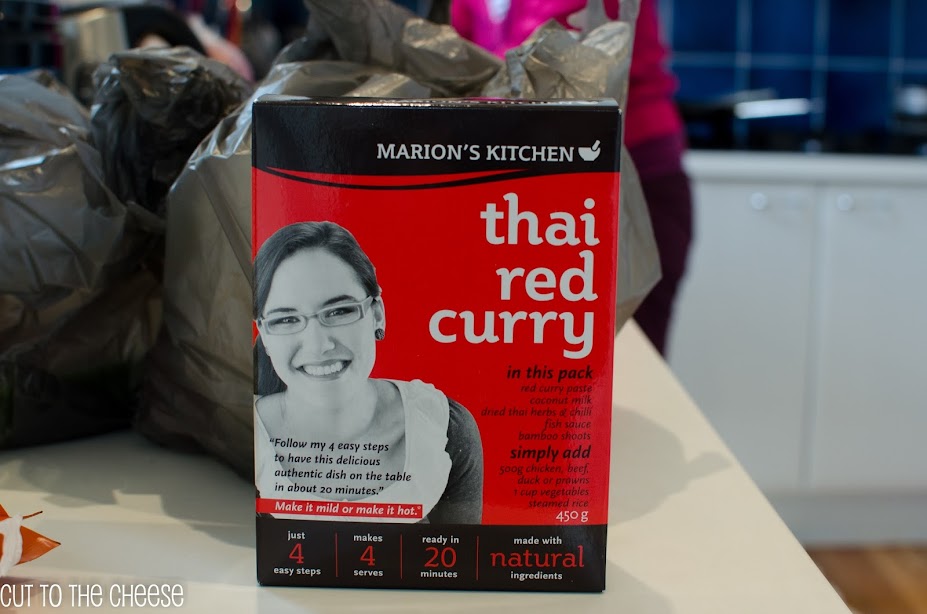 MARION'S KITCHEN
thai
red
curry
in this pack
red curry paste
coconut milk
dried thai herbs & chilli
fish sauce
bamboo shoots
simply add
500g chicken, beef,
duck or prawns
1 cup vegetables
steamed rice
450g
"Follow my 4 easy steps
to have this delicious
authentic dish on the table
in about 20 minutes."
Make it mild or make it hot."
just
4
easy steps
makes
4
serves
ready in
20
minutes
made with
natural
ingredients
CUT TO THE CHEESE